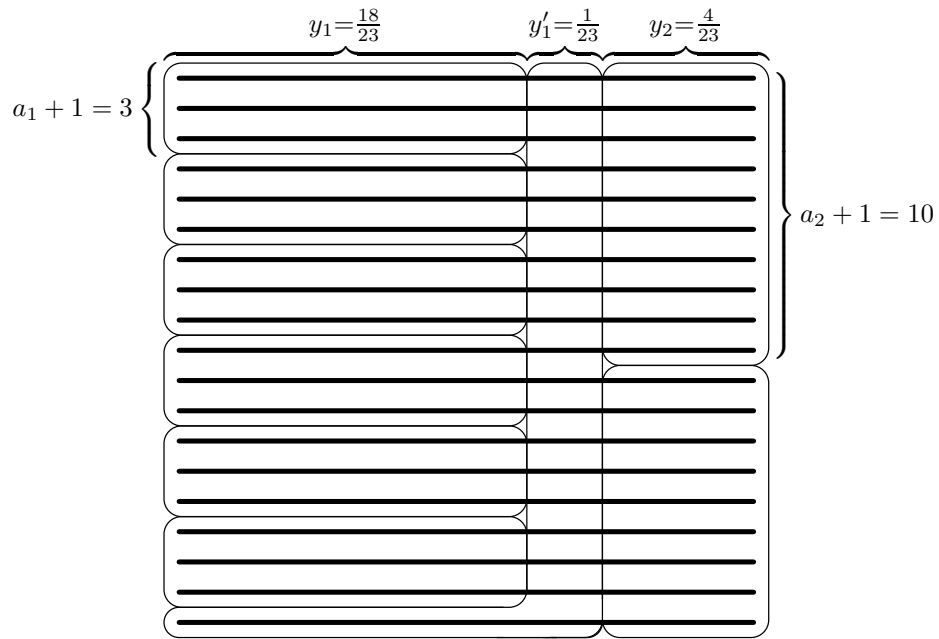 y₁=18/23 y′₁=1/23 y₂=4/23
a₁ + 1 = 3
a₂ + 1 = 10